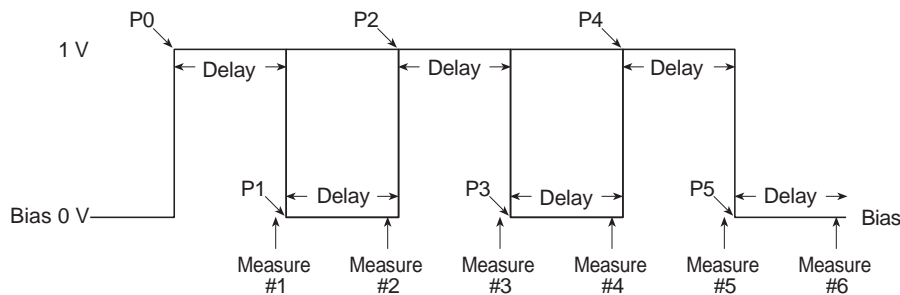 P0
P2
P4
1 V
Delay
Delay
Delay
P1
P3
P5
Delay
Delay
Delay
Bias 0 V
Bias
Measure
#1
Measure
#2
Measure
#3
Measure
#4
Measure
#5
Measure
#6